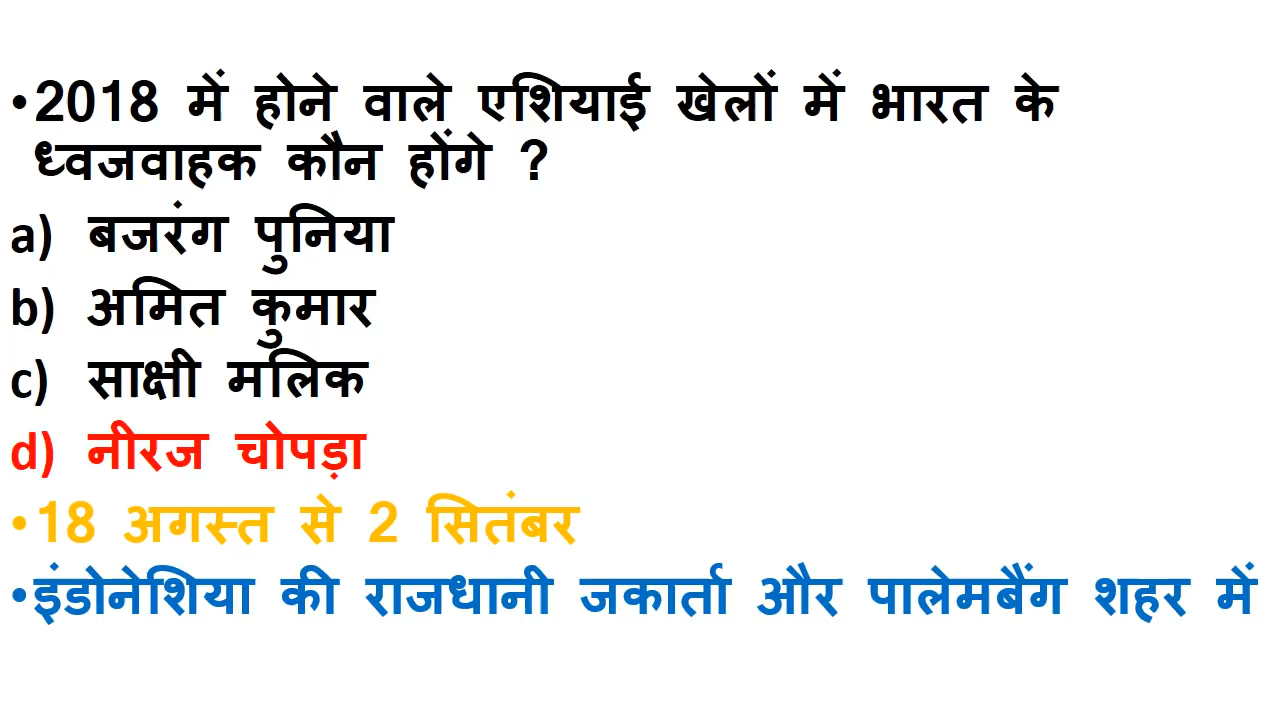 •2018 में होने वाले एशियाई खेलों में भारत के
ध्वजवाहक कौन होंगे ?
a) बजरंग पुनिया
b) अमित कुमार
c) साक्षी मलिक
d) नीरज चोपड़ा
•18 अगस्त से 2 सितंबर
•इंडोनेशिया की राजधानी जकार्ता और पालेमबैंग शहर में